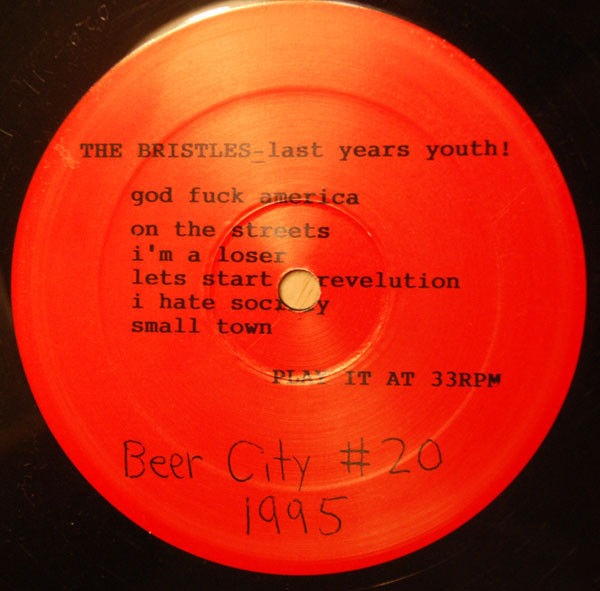 THE BRISTLES_last years youth!
god fuck america
on the streets
i'm a loser
lets start revelution
i hate society
small town
PLAY IT AT 33RPM
Beer City #20
1995